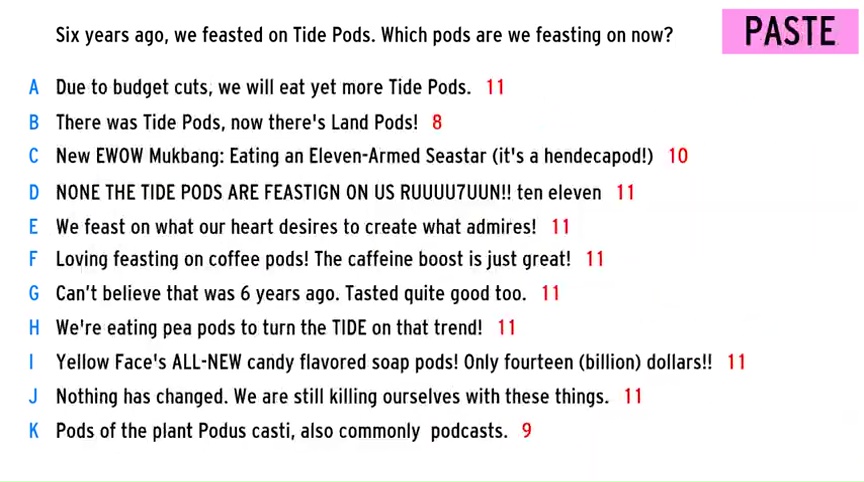 Six years ago, we feasted on Tide Pods. Which pods are we feasting on now?
PASTE
A Due to budget cuts, we will eat yet more Tide Pods. 11
B There was Tide Pods, now there's Land Pods! 8
C New EWOW Mukbang: Eating an Eleven-Armed Seastar (it's a hendecapod!) 10
D NONE THE TIDE PODS ARE FEASTIGN ON US RUUUU7UUN!! ten eleven 11
E We feast on what our heart desires to create what admires! 11
F Loving feasting on coffee pods! The caffeine boost is just great! 11
G Can't believe that was 6 years ago. Tasted quite good too. 11
H We're eating pea pods to turn the TIDE on that trend! 11
I Yellow Face's ALL-NEW candy flavored soap pods! Only fourteen (billion) dollars!! 11
J Nothing has changed. We are still killing ourselves with these things. 11
K Pods of the plant Podus casti, also commonly podcasts. 9